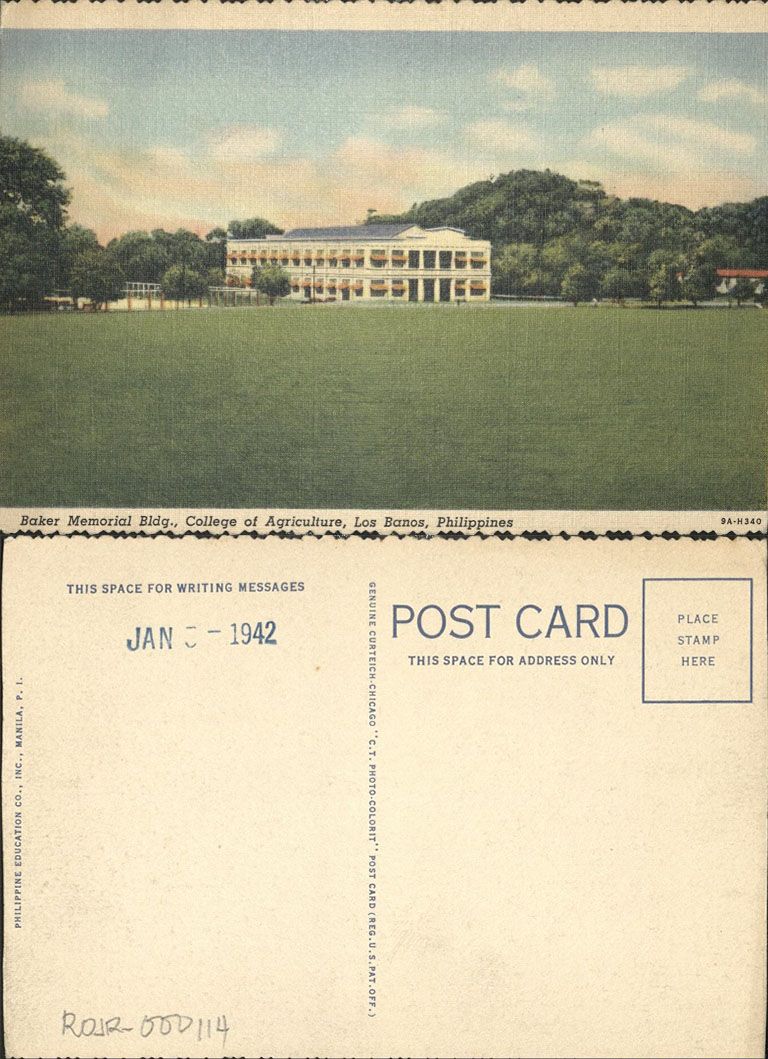 Baker Memorial Bldg., College of Agriculture, Los Banos, Philippines
9A-H340
THIS SPACE FOR WRITING MESSAGES
JAN - 1942
PHILIPPINE EDUCATION CO., INC., MANILA, P. I.
GENUINE CURTEICH-CHICAGO "C.T. PHOTO-COLORIT" POST CARD (REG.U.S.PAT.OFF.)
POST CARD
THIS SPACE FOR ADDRESS ONLY
PLACE
STAMP
HERE